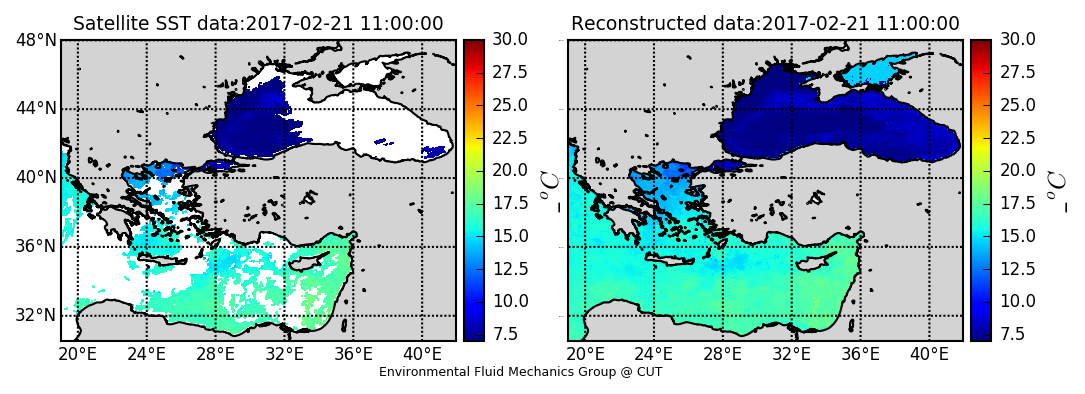 Satellite SST data:2017-02-21 11:00:00
48°N
44°N
40°N
36°N
32°N
20°E 24°E 28°E 32°E 36°E 40°E
30.0
27.5
25.0
22.5
20.0
17.5
15.0
12.5
10.0
7.5
_°C
Reconstructed data:2017-02-21 11:00:00
20°E 24°E 28°E 32°E 36°E 40°E
30.0
27.5
25.0
22.5
20.0
17.5
15.0
12.5
10.0
7.5
_°C
Environmental Fluid Mechanics Group @ CUT